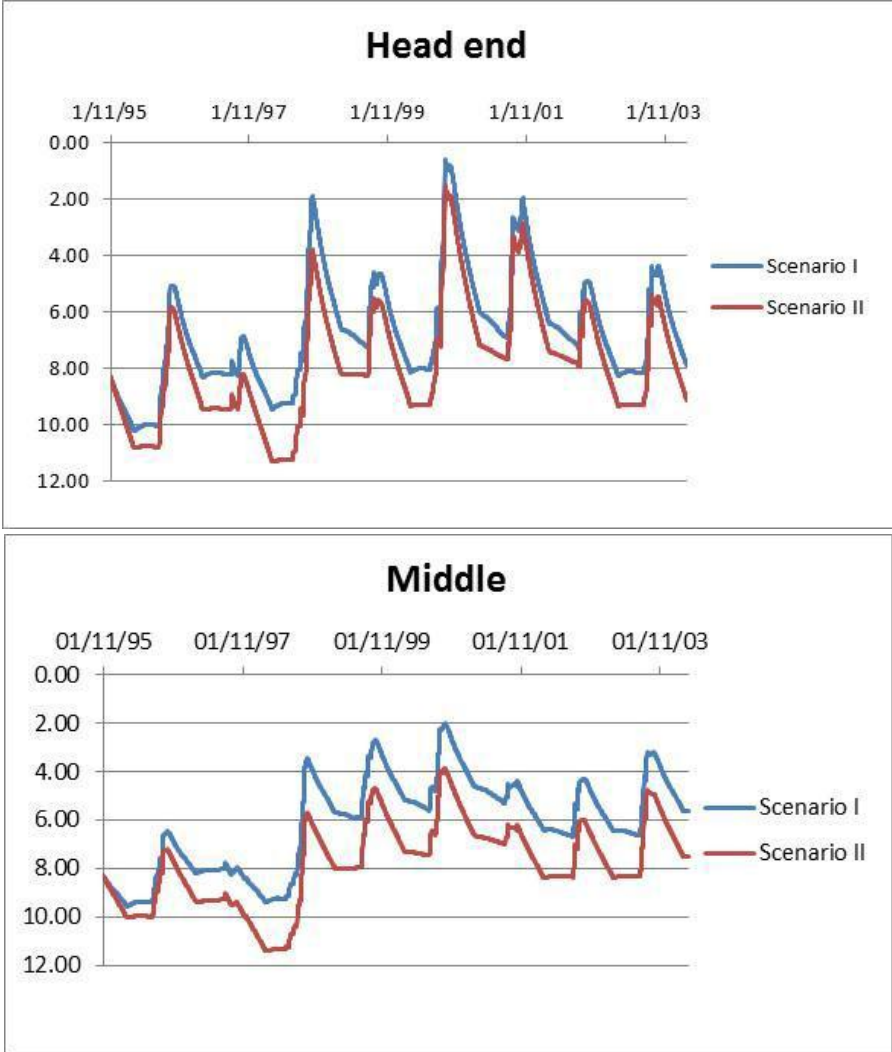 Head end
1/11/95 1/11/97 1/11/99 1/11/01 1/11/03
0.00
2.00
4.00
Scenario I
6.00
Scenario II
8.00
10.00
12.00
Middle
01/11/95 01/11/97 01/11/99 01/11/01 01/11/03
0.00
2.00
4.00
Scenario I
6.00
Scenario II
8.00
10.00
12.00